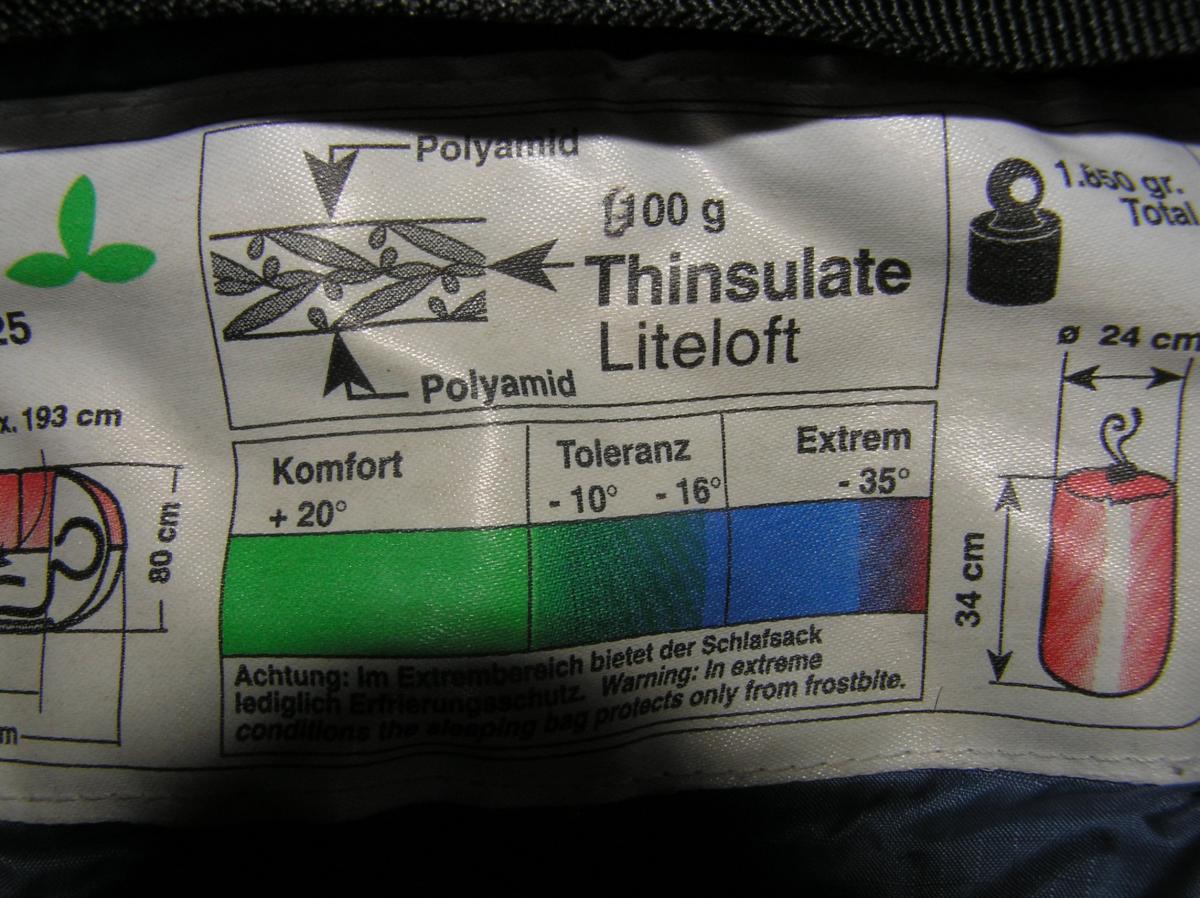 25
x. 193 cm
80 cm
m
Polyamid
100 g
Thinsulate
Liteloft
Polyamid
Komfort
+ 20°
Toleranz
- 10° - 16°
Extrem
- 35°
Achtung: Im Extrembereich bietet der Schlafsack
lediglich Erfrierungsschutz. Warning: In extreme
conditions the sleeping bag protects only from frostbite.
1.850 gr.
Total
ø 24 cm
34 cm